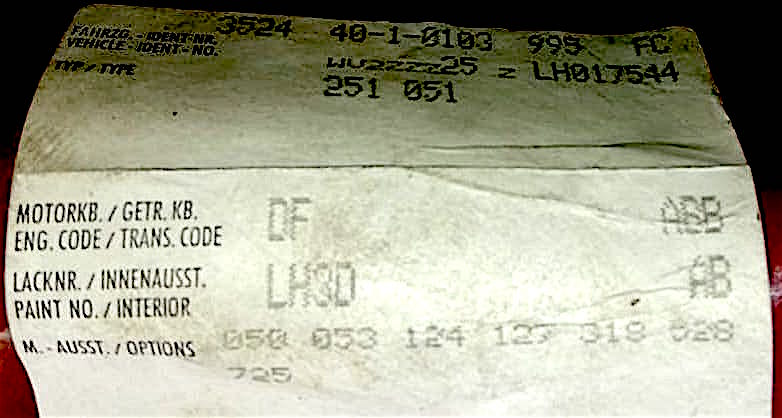 3524 40-1-0103 995 FC
FAHRZG.-IDENT-NR.
VEHICLE-IDENT-NO.
25 Z LH017544
TYP / TYPE
251 051
MOTORKB. / GETR. KB.
ENG. CODE / TRANS. CODE
DF
LACKNR. / INNENAUSST.
PAINT NO. / INTERIOR
LH3D AB
M.-AUSST. / OPTIONS
050 053 124 127 318
725